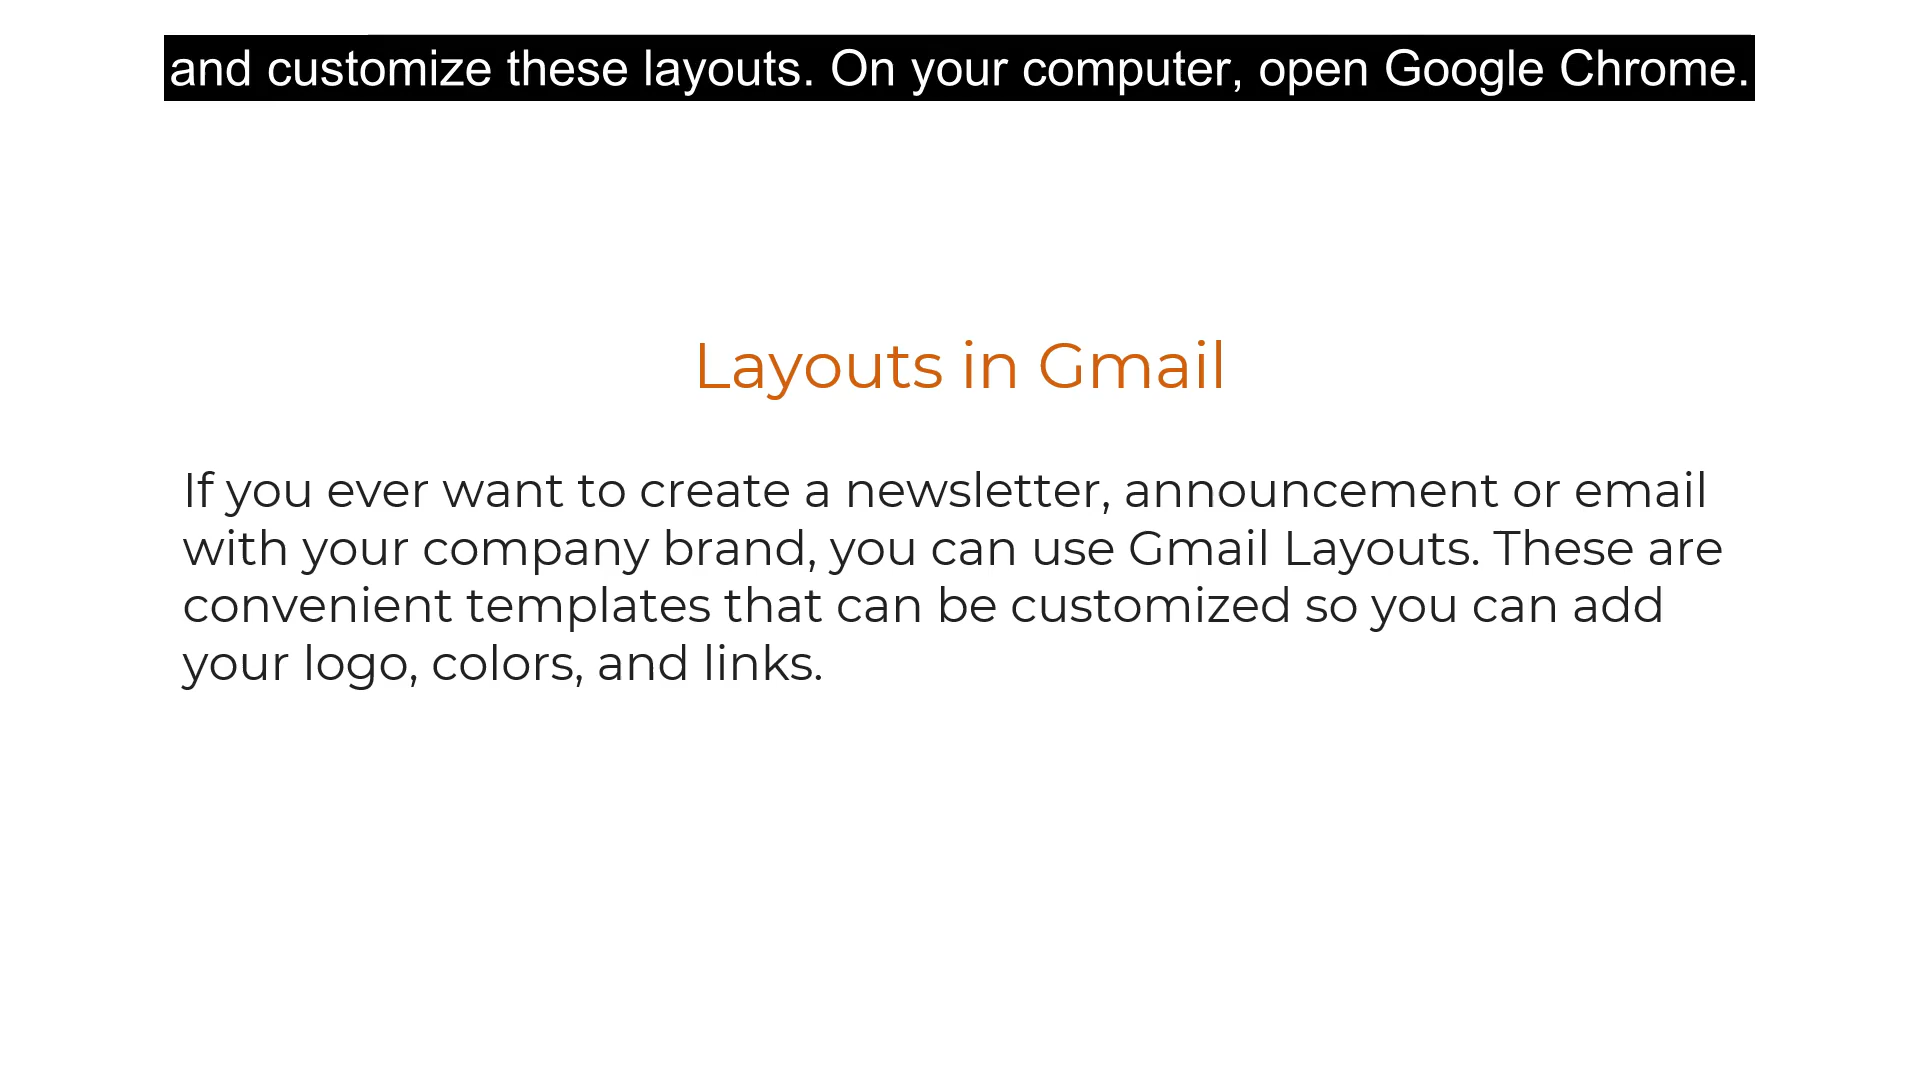 and customize these layouts. On your computer, open Google Chrome.
Layouts in Gmail
If you ever want to create a newsletter, announcement or email
with your company brand, you can use Gmail Layouts. These are
convenient templates that can be customized so you can add
your logo, colors, and links.